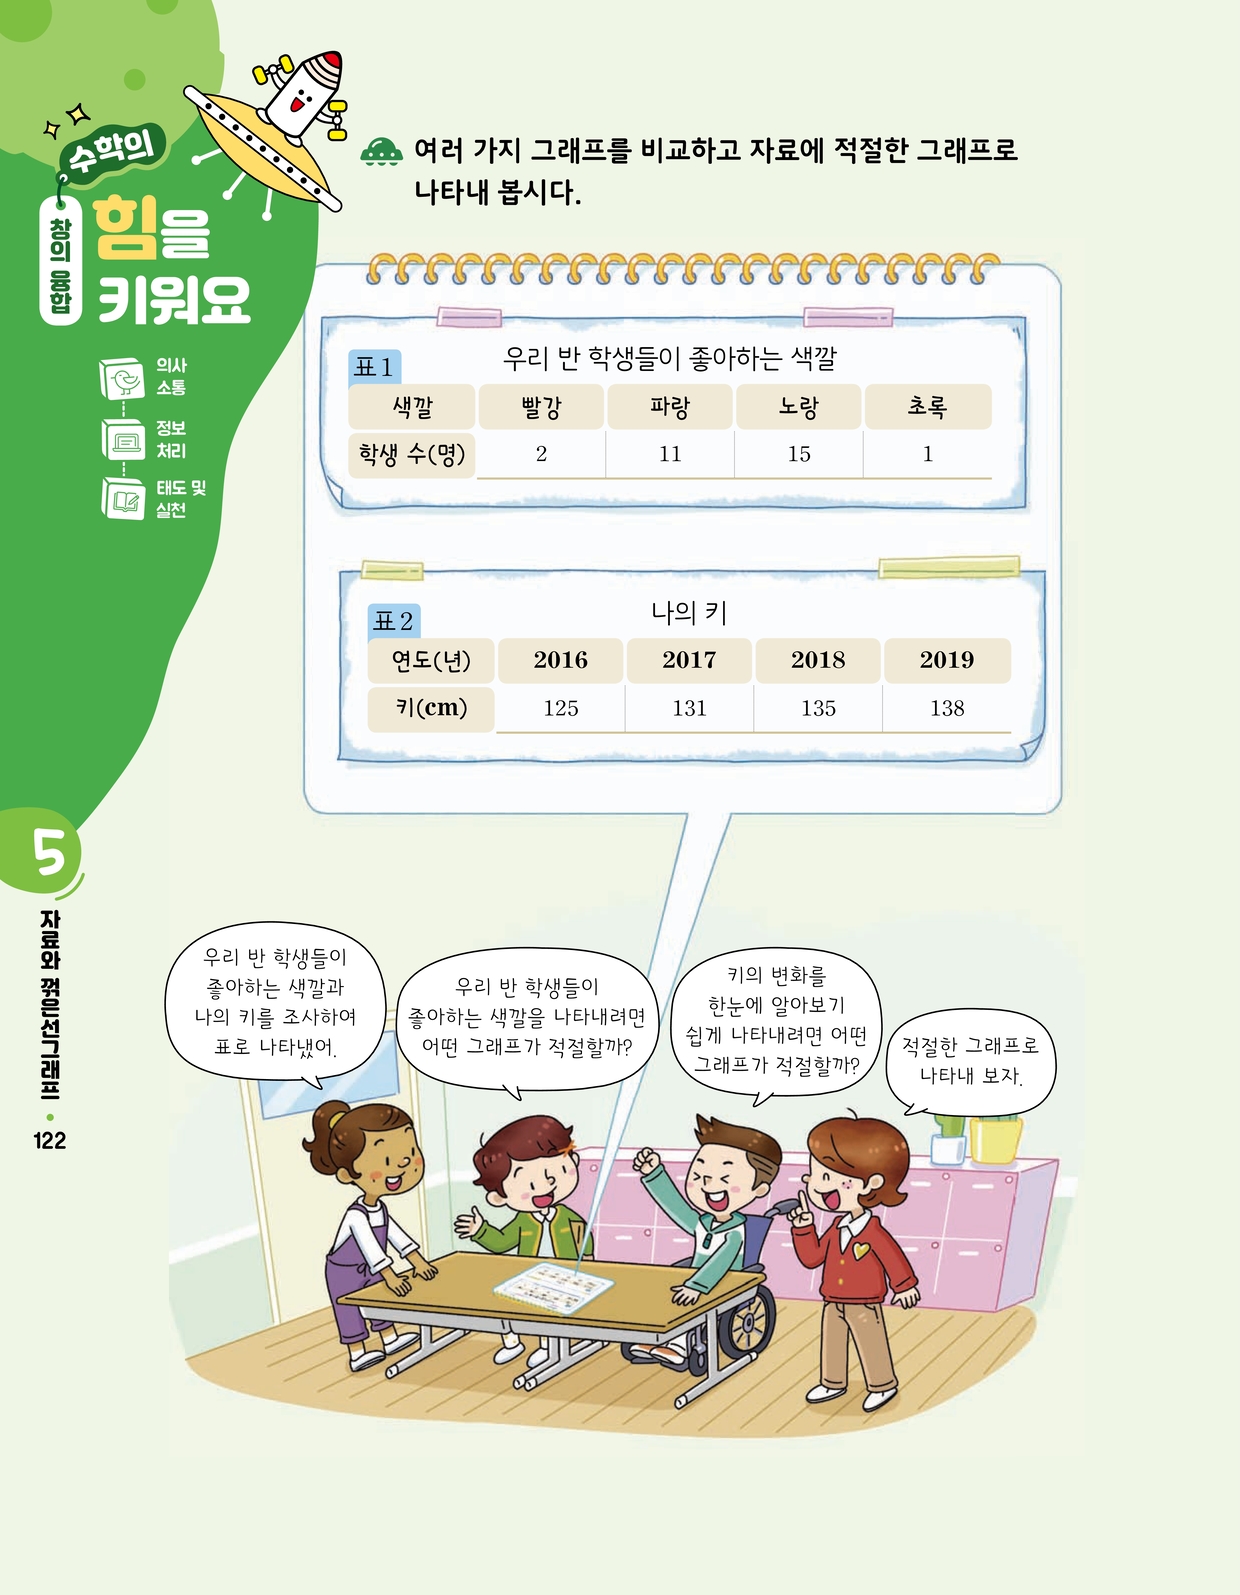 수학의
힘을
키워요
창의 융합
의사
소통
정보
처리
태도 및
실천
여러 가지 그래프를 비교하고 자료에 적절한 그래프로
나타내 봅시다.
표 1
우리 반 학생들이 좋아하는 색깔
색깔 빨강 파랑 노랑 초록
학생 수(명) 2 11 15 1
표 2
나의 키
연도(년) 2016 2017 2018 2019
키(cm) 125 131 135 138
우리 반 학생들이
좋아하는 색깔과
나의 키를 조사하여
표로 나타냈어.
우리 반 학생들이
좋아하는 색깔을 나타내려면
어떤 그래프가 적절할까?
키의 변화를
한눈에 알아보기
쉽게 나타내려면 어떤
그래프가 적절할까?
적절한 그래프로
나타내 보자.
5
자료와 꺾은선그래프
122